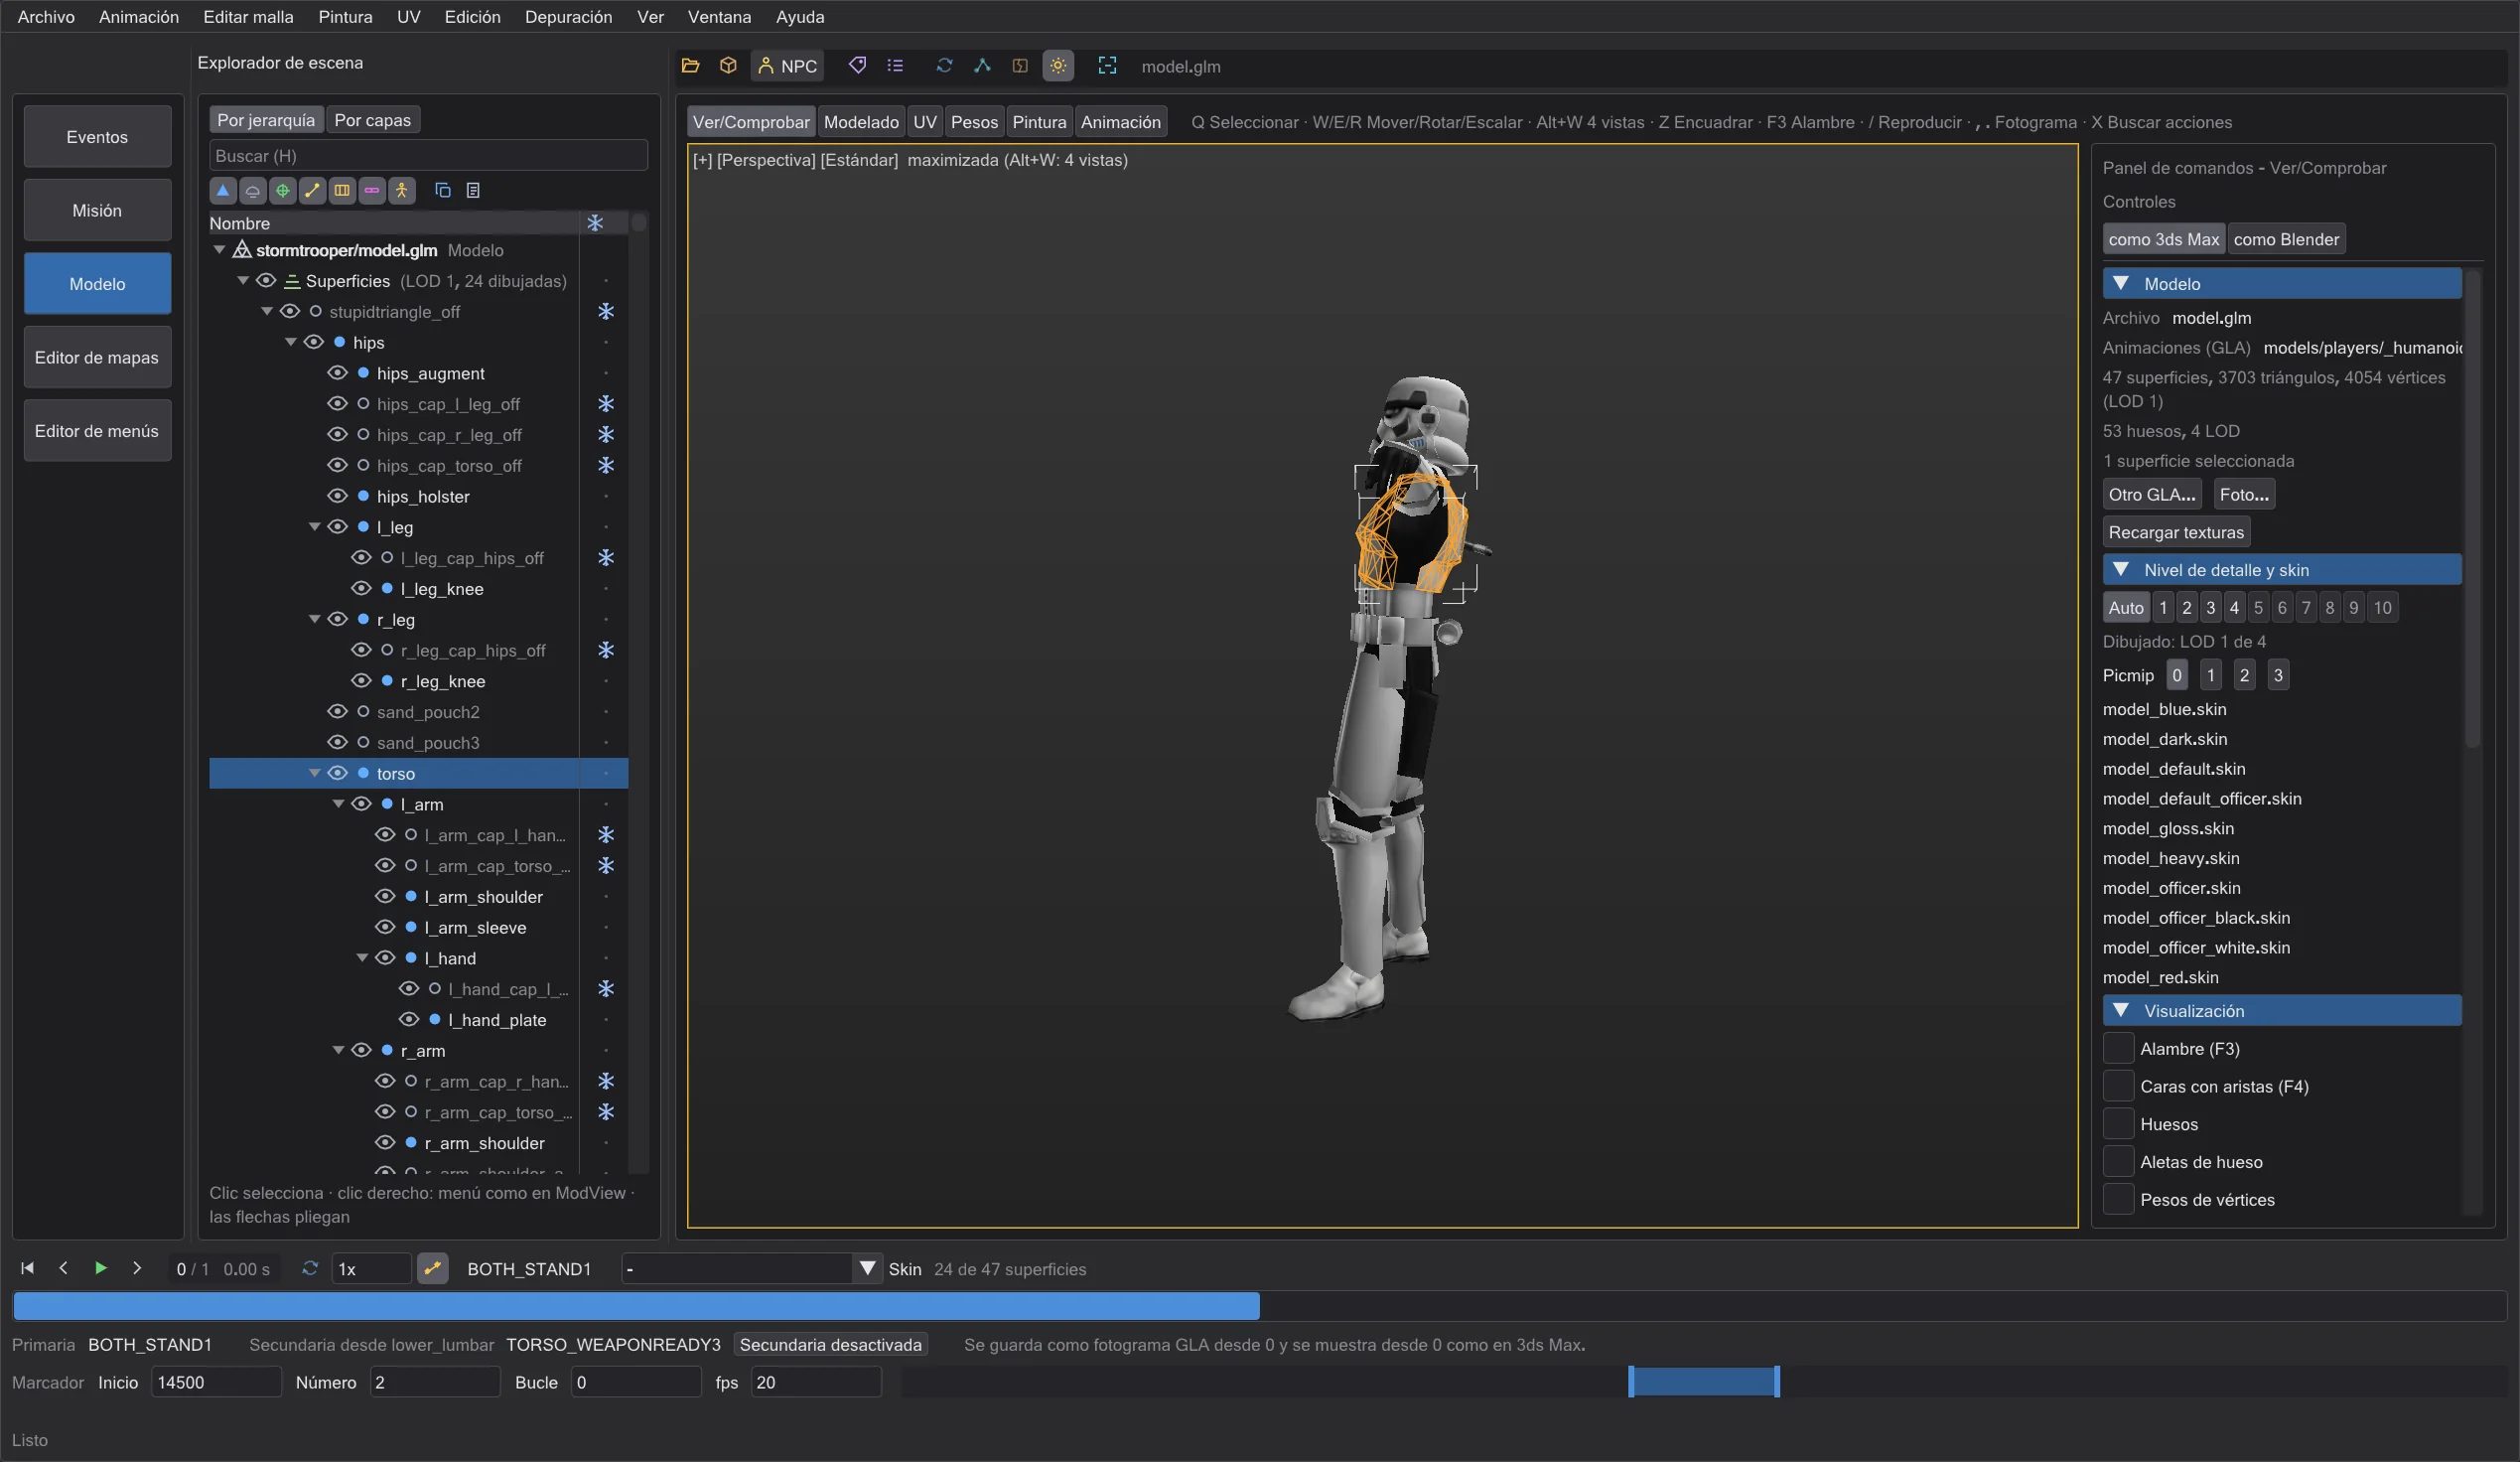 Archivo Animación Editar malla Pintura UV Edición Depuración Ver Ventana Ayuda
Explorador de escena
NPC model.glm
Eventos
Misión
Modelo
Editor de mapas
Editor de menús
Por jerarquía Por capas
Buscar (H)
Nombre
stormtrooper/model.glm Modelo
Superficies (LOD 1, 24 dibujadas)
stupidtriangle_off
hips
hips_augment
hips_cap_l_leg_off
hips_cap_r_leg_off
hips_cap_torso_off
hips_holster
l_leg
l_leg_cap_hips_off
l_leg_knee
r_leg
r_leg_cap_hips_off
r_leg_knee
sand_pouch2
sand_pouch3
torso
l_arm
l_arm_cap_l_han...
l_arm_cap_torso_...
l_arm_shoulder
l_arm_sleeve
l_hand
l_hand_cap_l_...
l_hand_plate
r_arm
r_arm_cap_r_han...
r_arm_cap_torso_...
r_arm_shoulder
Clic selecciona · clic derecho: menú como en ModView ·
las flechas pliegan
Ver/Comprobar Modelado UV Pesos Pintura Animación Q Seleccionar · W/E/R Mover/Rotar/Escalar · Alt+W 4 vistas · Z Encuadrar · F3 Alambre · / Reproducir · , . Fotograma · X Buscar acciones
[+] [Perspectiva] [Estándar] maximizada (Alt+W: 4 vistas)
Panel de comandos - Ver/Comprobar
Controles
como 3ds Max como Blender
Modelo
Archivo model.glm
Animaciones (GLA) models/players/_humanoid
47 superficies, 3703 triángulos, 4054 vértices
(LOD 1)
53 huesos, 4 LOD
1 superficie seleccionada
Otro GLA... Foto...
Recargar texturas
Nivel de detalle y skin
Auto 1 2 3 4 5 6 7 8 9 10
Dibujado: LOD 1 de 4
Picmip 0 1 2 3
model_blue.skin
model_dark.skin
model_default.skin
model_default_officer.skin
model_gloss.skin
model_heavy.skin
model_officer.skin
model_officer_black.skin
model_officer_white.skin
model_red.skin
Visualización
Alambre (F3)
Caras con aristas (F4)
Huesos
Aletas de hueso
Pesos de vértices
0 / 1 0.00 s 1x BOTH_STAND1 - Skin 24 de 47 superficies
Primaria BOTH_STAND1 Secundaria desde lower_lumbar TORSO_WEAPONREADY3 Secundaria desactivada Se guarda como fotograma GLA desde 0 y se muestra desde 0 como en 3ds Max.
Marcador Inicio 14500 Número 2 Bucle 0 fps 20
Listo